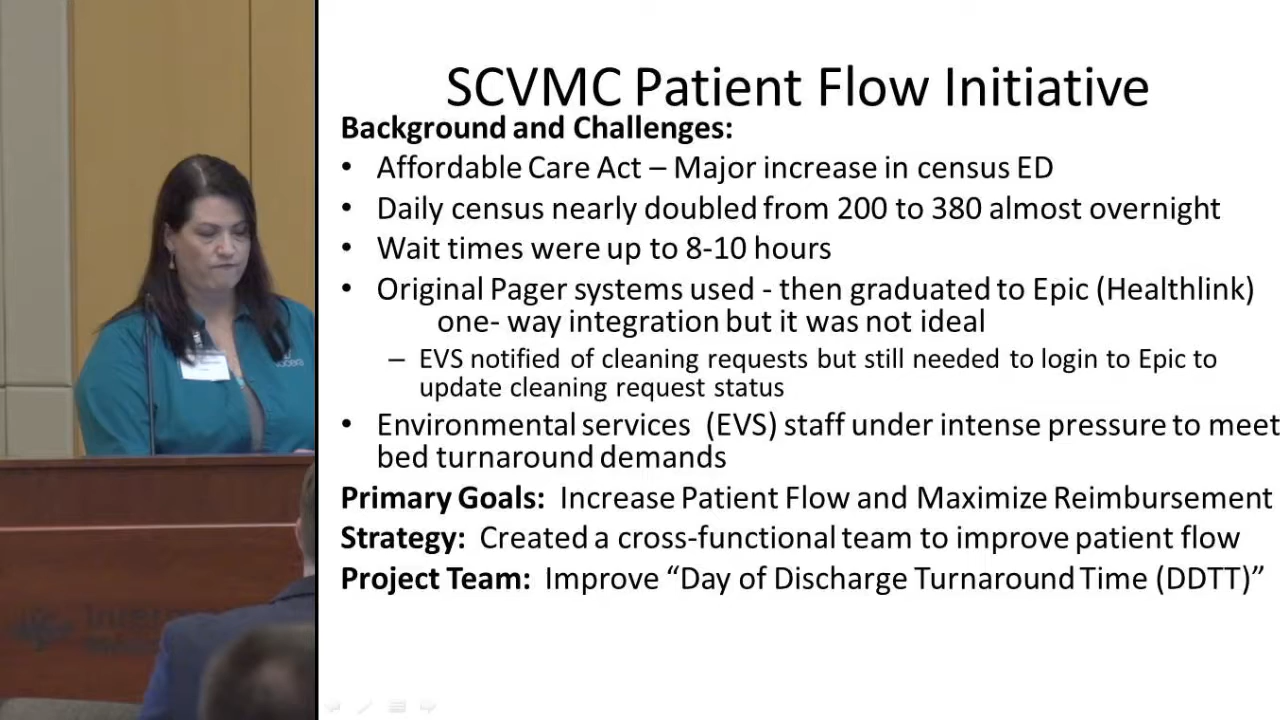 SCVMC Patient Flow Initiative
Background and Challenges:
• Affordable Care Act – Major increase in census ED
• Daily census nearly doubled from 200 to 380 almost overnight
• Wait times were up to 8-10 hours
• Original Pager systems used - then graduated to Epic (Healthlink)
one- way integration but it was not ideal
– EVS notified of cleaning requests but still needed to login to Epic to
update cleaning request status
• Environmental services (EVS) staff under intense pressure to meet
bed turnaround demands
Primary Goals: Increase Patient Flow and Maximize Reimbursement
Strategy: Created a cross-functional team to improve patient flow
Project Team: Improve “Day of Discharge Turnaround Time (DDTT)”